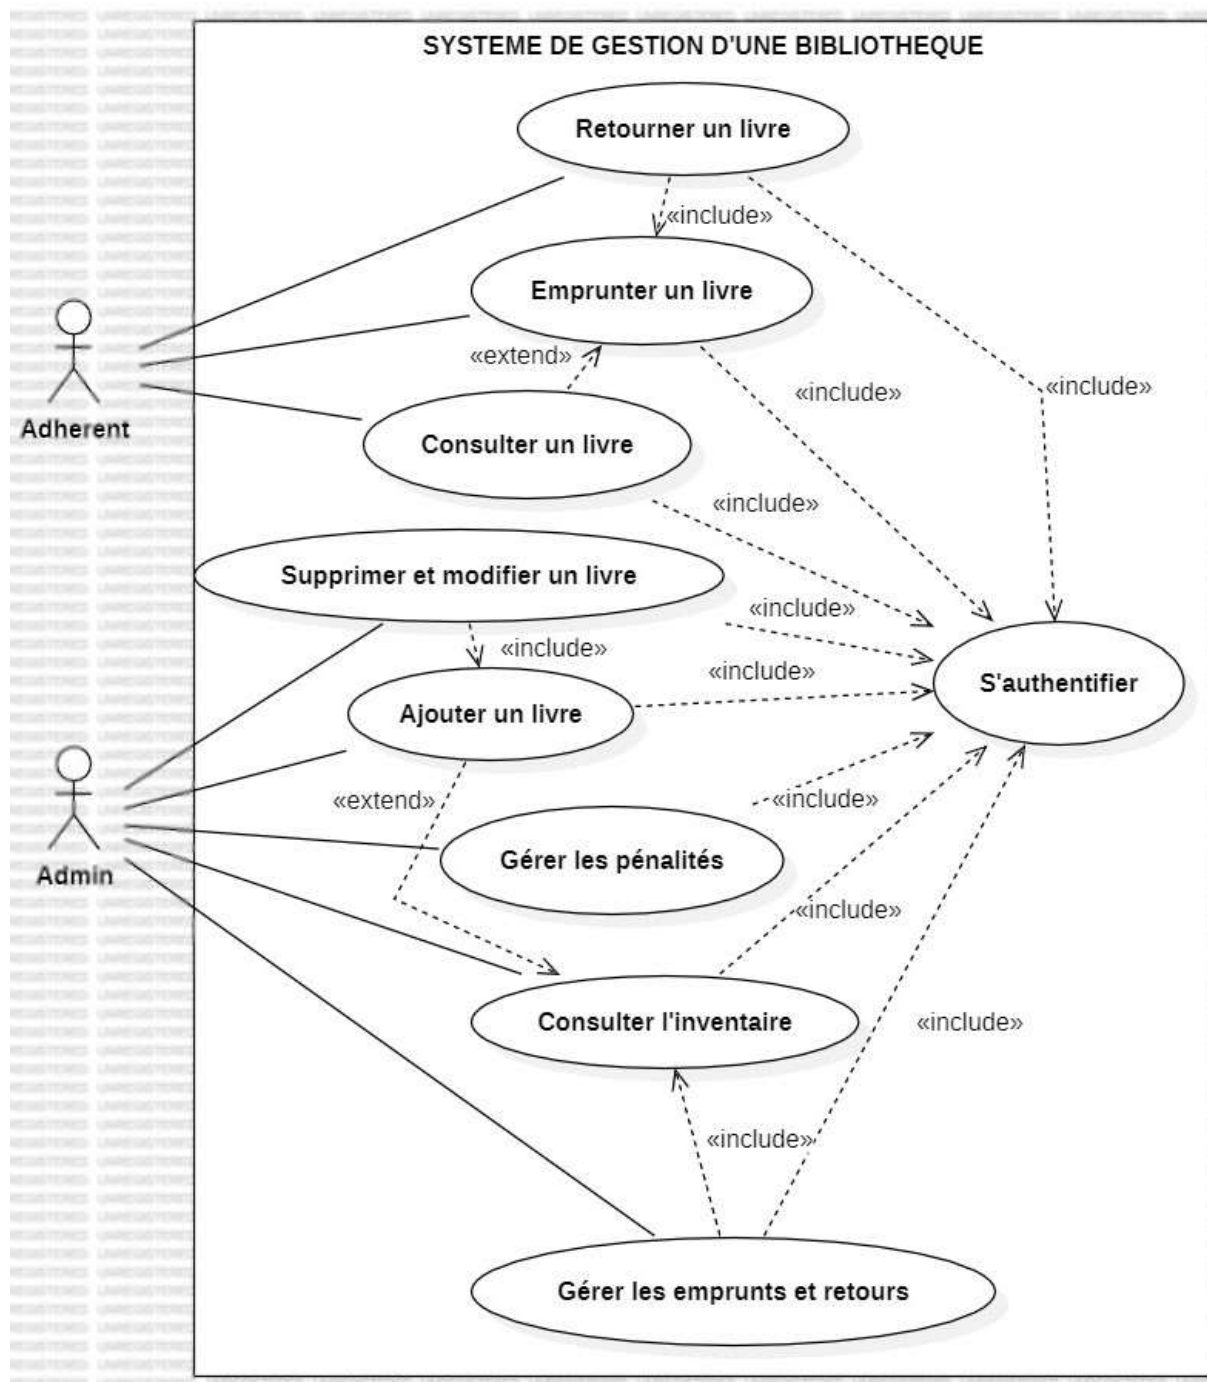 SYSTEME DE GESTION D'UNE BIBLIOTHEQUE
Retourner un livre
«include»
Emprunter un livre
«extend»
«include»
«include»
Adherent
Consulter un livre
«include»
Supprimer et modifier un livre
«include»
«include»
«include»
S'authentifier
Ajouter un livre
«extend»
«include»
Gérer les pénalités
Admin
«include»
Consulter l'inventaire
«include»
«include»
Gérer les emprunts et retours